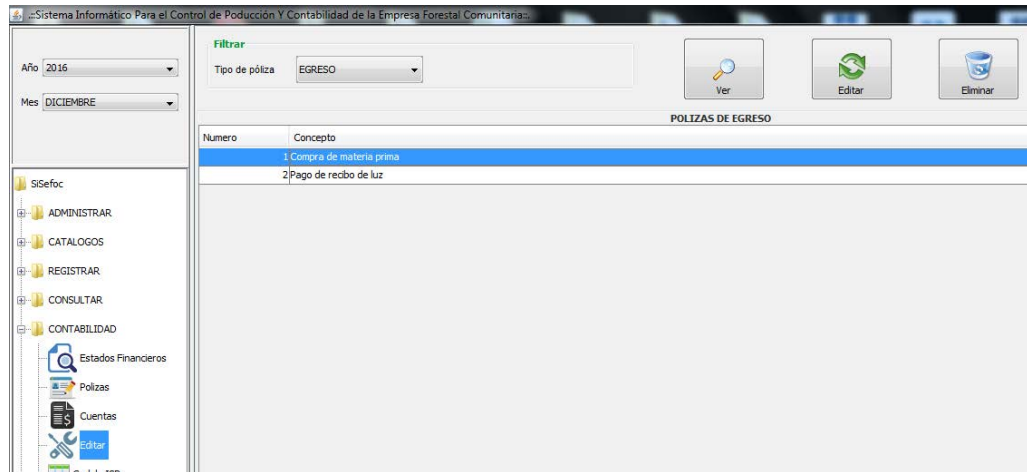 .::Sistema Informático Para el Control de Poducción Y Contabilidad de la Empresa Forestal Comunitaria::.
Año 2016
Mes DICIEMBRE
Filtrar
Tipo de póliza EGRESO
Ver
Editar
Eliminar
POLIZAS DE EGRESO
Numero Concepto
1 Compra de materia prima
2 Pago de recibo de luz
SiSefoc
ADMINISTRAR
CATALOGOS
REGISTRAR
CONSULTAR
CONTABILIDAD
Estados Financieros
Polizas
Cuentas
Editar